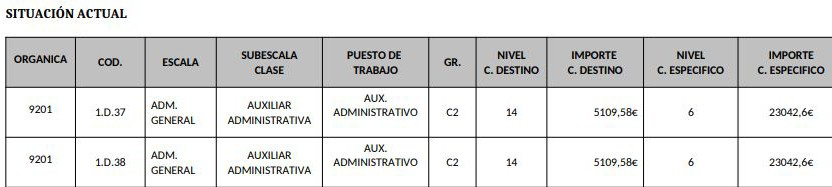 SITUACIÓN ACTUAL
ORGANICA COD. ESCALA SUBESCALA CLASE PUESTO DE TRABAJO GR. NIVEL C. DESTINO IMPORTE C. DESTINO NIVEL C. ESPECIFICO IMPORTE C. ESPECIFICO
9201 1.D.37 ADM. GENERAL AUXILIAR ADMINISTRATIVA AUX. ADMINISTRATIVO C2 14 5109,58€ 6 23042,6€
9201 1.D.38 ADM. GENERAL AUXILIAR ADMINISTRATIVA AUX. ADMINISTRATIVO C2 14 5109,58€ 6 23042,6€